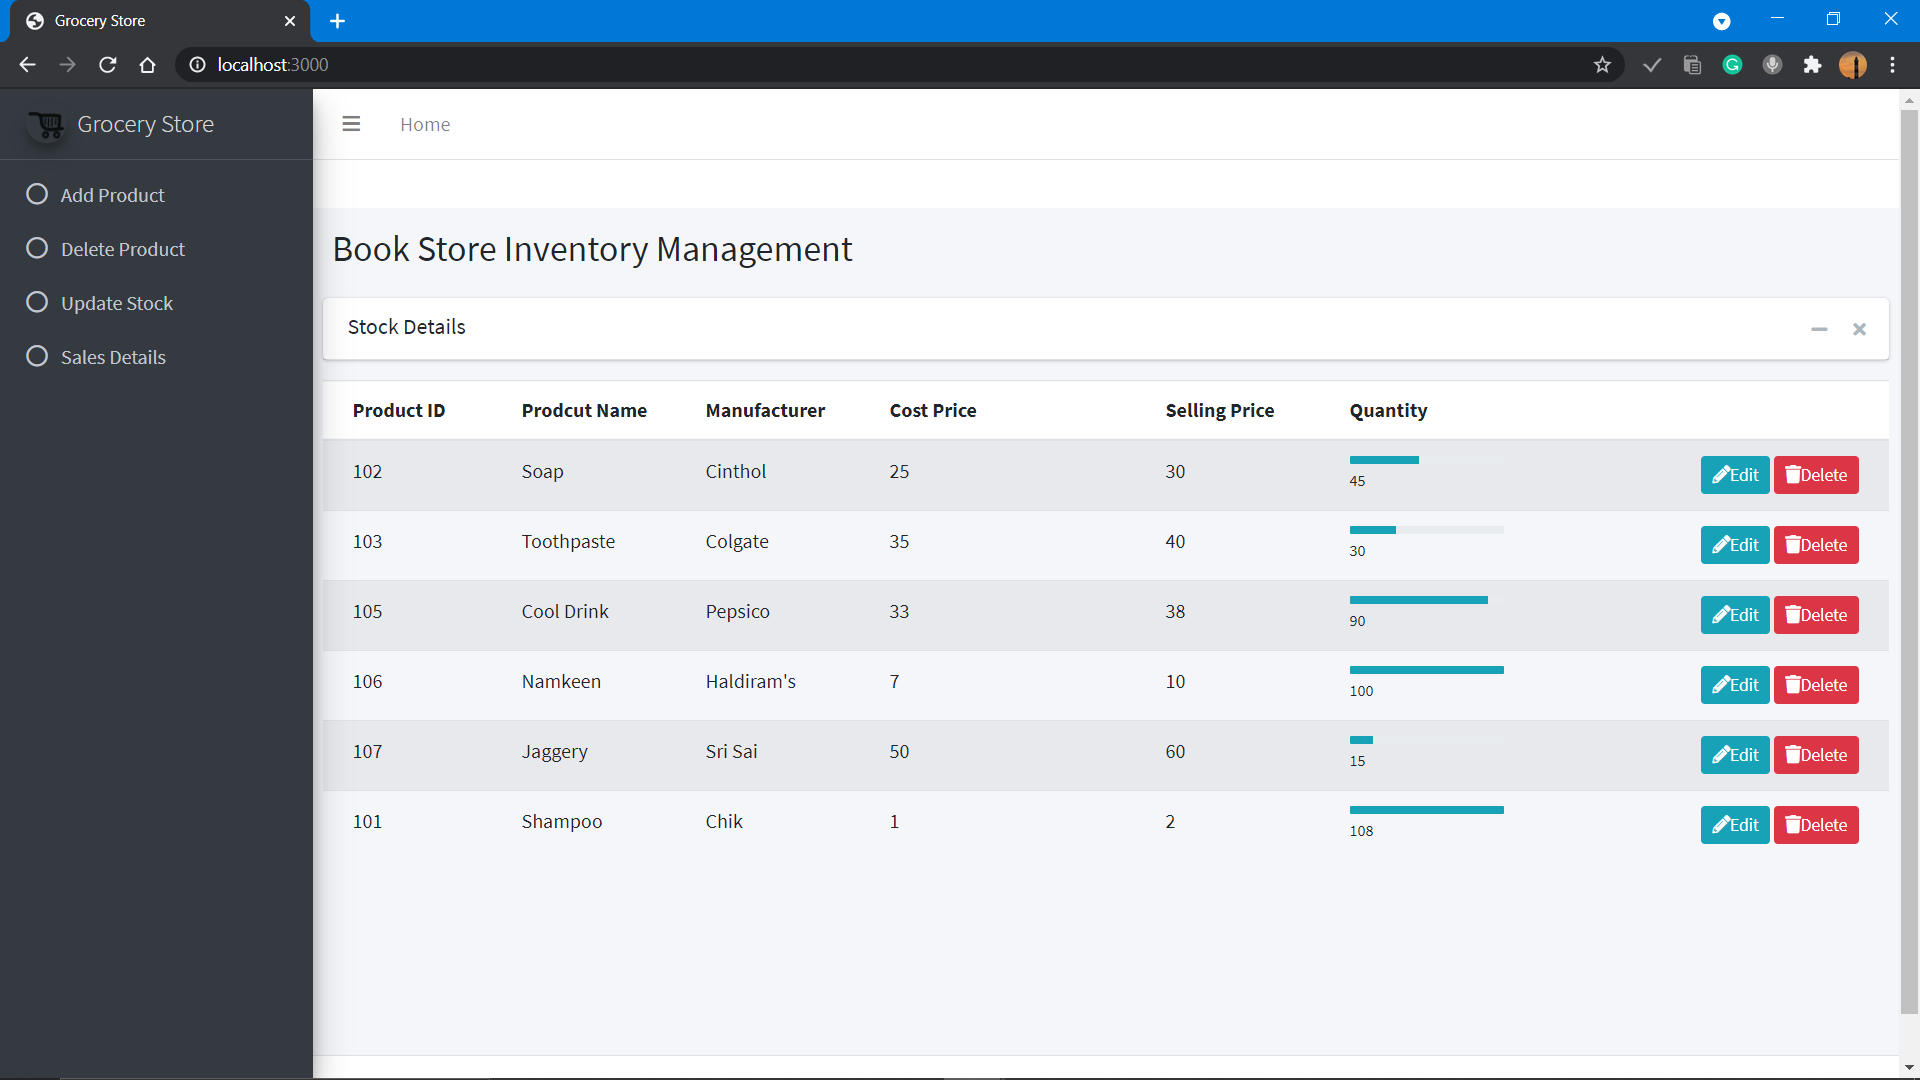 Grocery Store
localhost:3000
Grocery Store
Home
Add Product
Delete Product
Update Stock
Sales Details
Book Store Inventory Management
Stock Details
Product ID Prodcut Name Manufacturer Cost Price Selling Price Quantity
102 Soap Cinthol 25 30 45 Edit Delete
103 Toothpaste Colgate 35 40 30 Edit Delete
105 Cool Drink Pepsico 33 38 90 Edit Delete
106 Namkeen Haldiram's 7 10 100 Edit Delete
107 Jaggery Sri Sai 50 60 15 Edit Delete
101 Shampoo Chik 1 2 108 Edit Delete